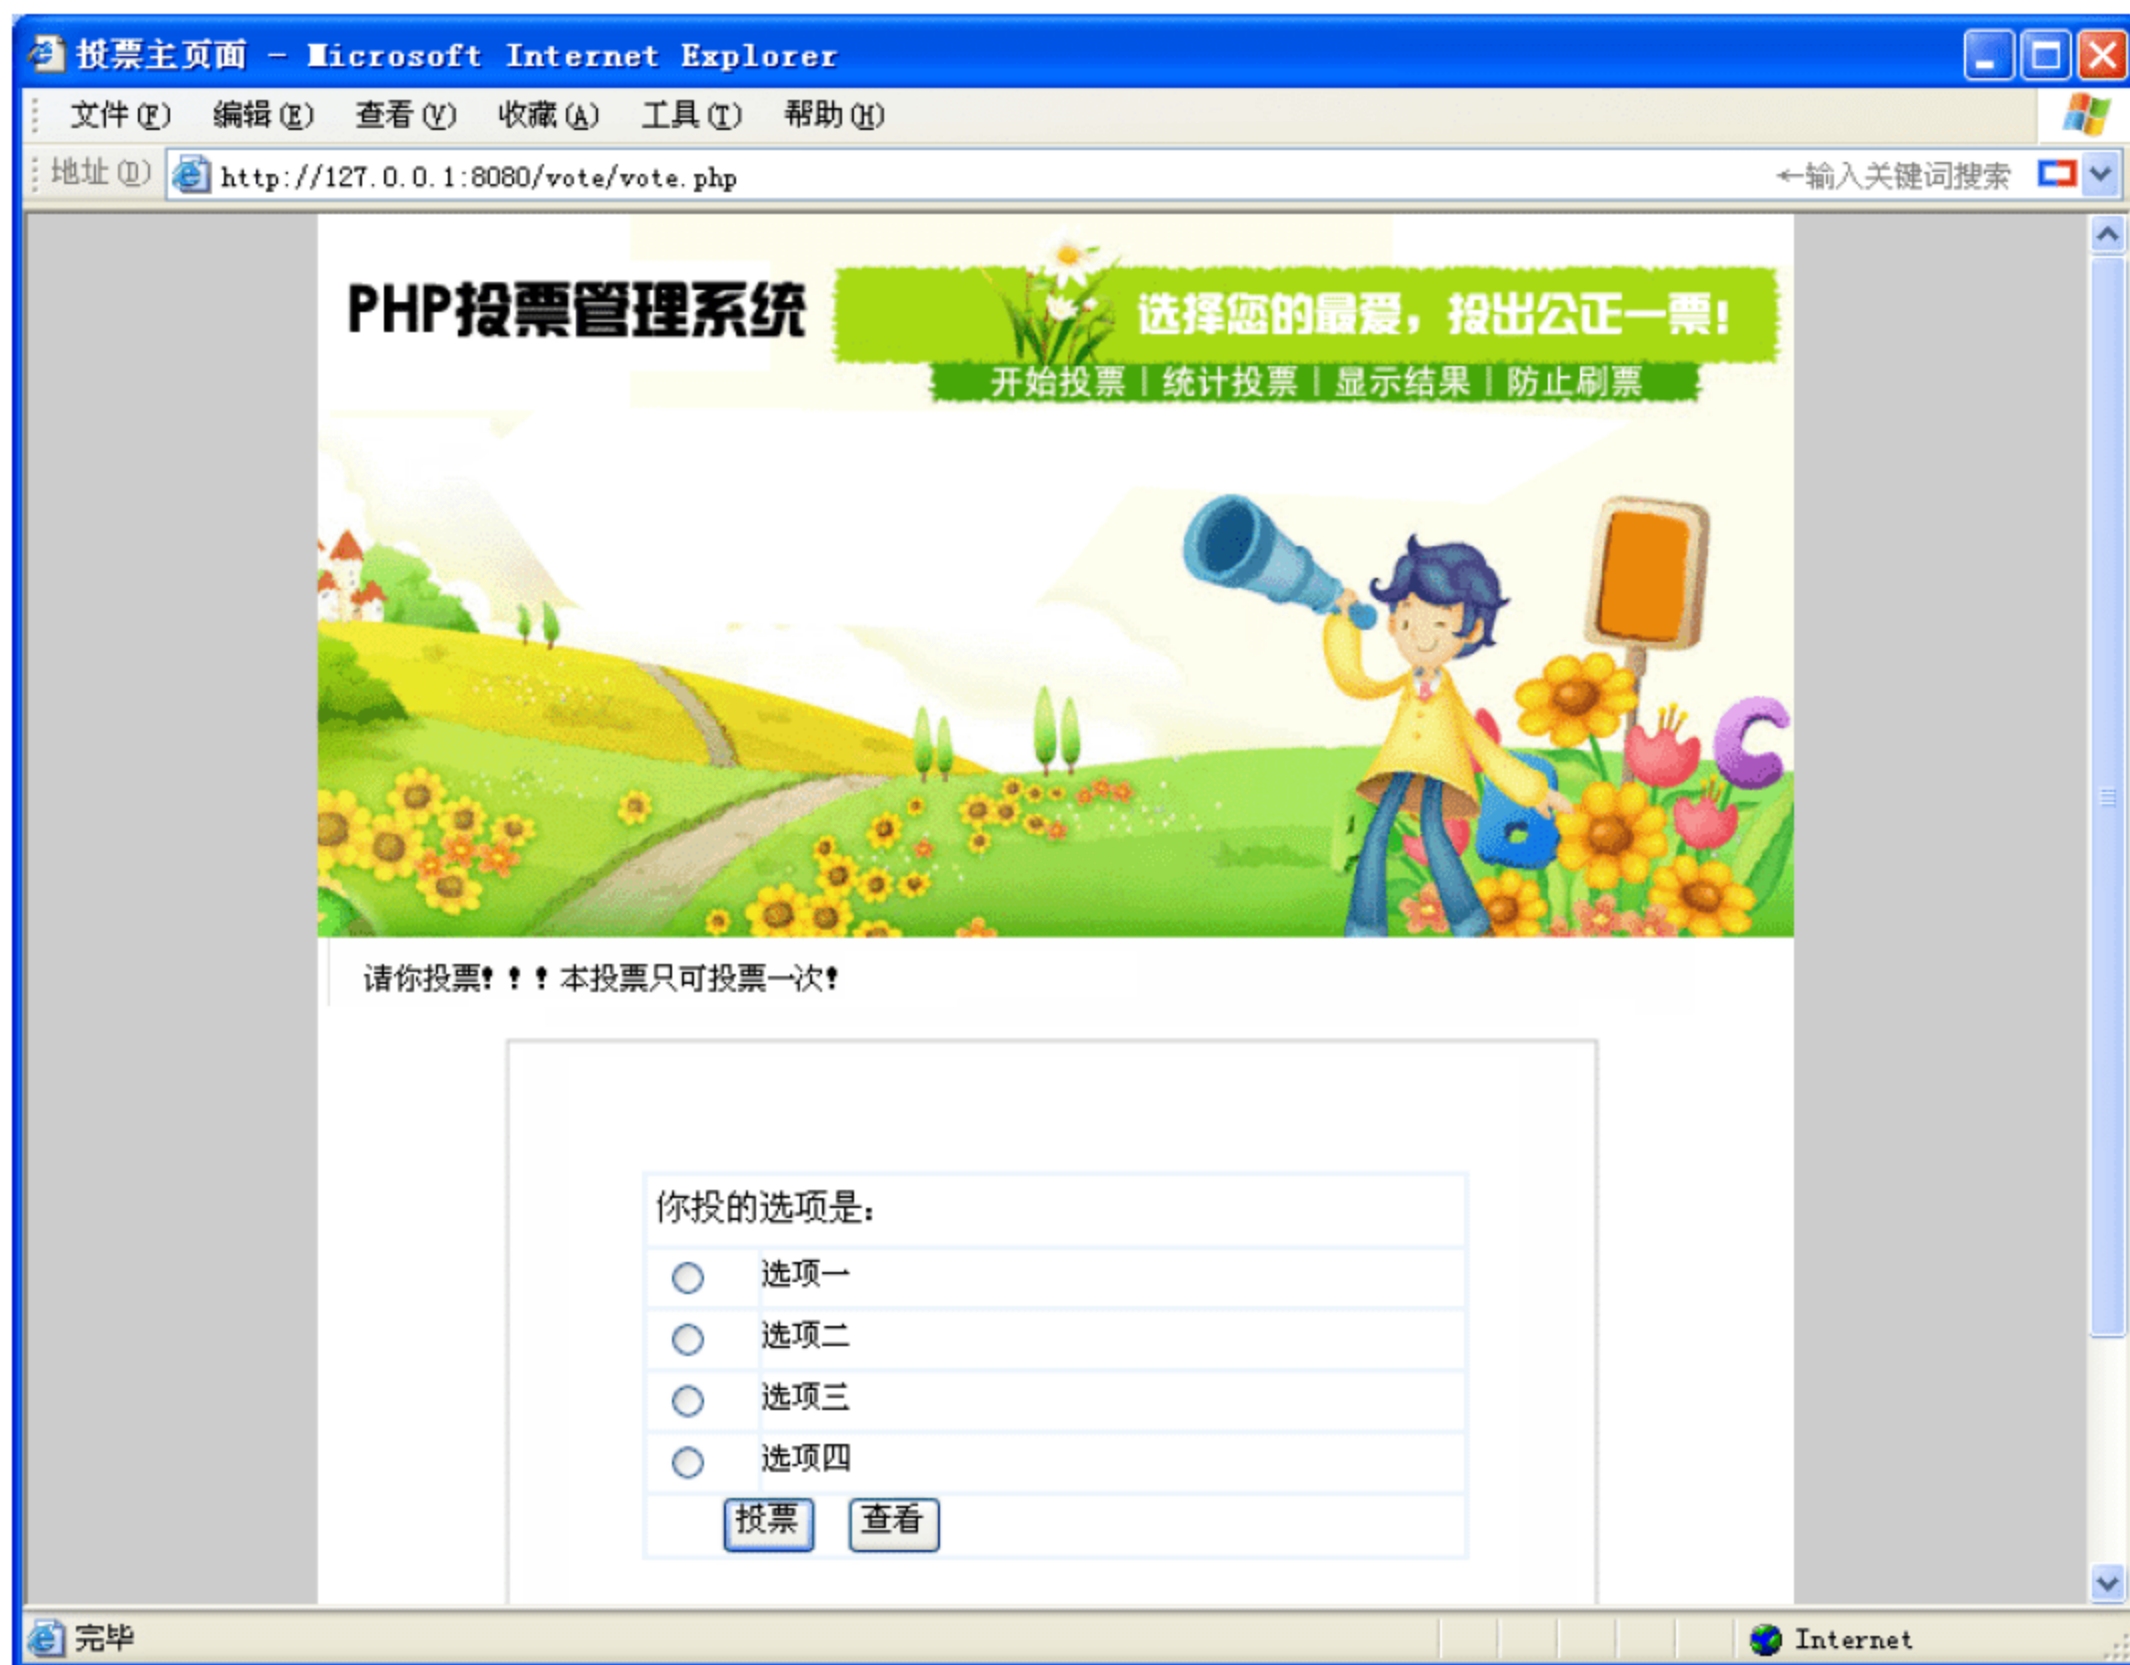 投票主页面 - Microsoft Internet Explorer
文件(F) 编辑(E) 查看(V) 收藏(A) 工具(T) 帮助(H)
地址(D) http://127.0.0.1:8080/vote/vote.php ←输入关键词搜索
PHP投票管理系统
选择您的最爱，投出公正一票!
开始投票 | 统计投票 | 显示结果 | 防止刷票
C
请你投票！！！本投票只可投票一次！
你投的选项是：
选项一
选项二
选项三
选项四
投票 查看
完毕 Internet